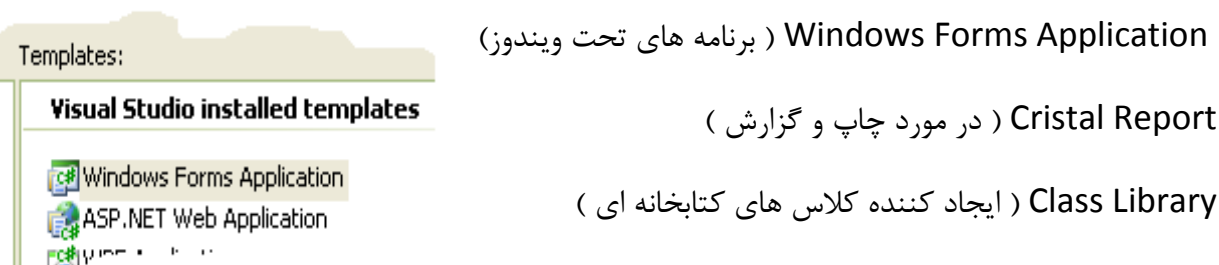 Templates:
Visual Studio installed templates
Windows Forms Application
ASP.NET Web Application
Windows Forms Application ( برنامه های تحت ویندوز)
Cristal Report ( در مورد چاپ و گزارش )
Class Library ( ایجاد کننده کلاس های کتابخانه ای )